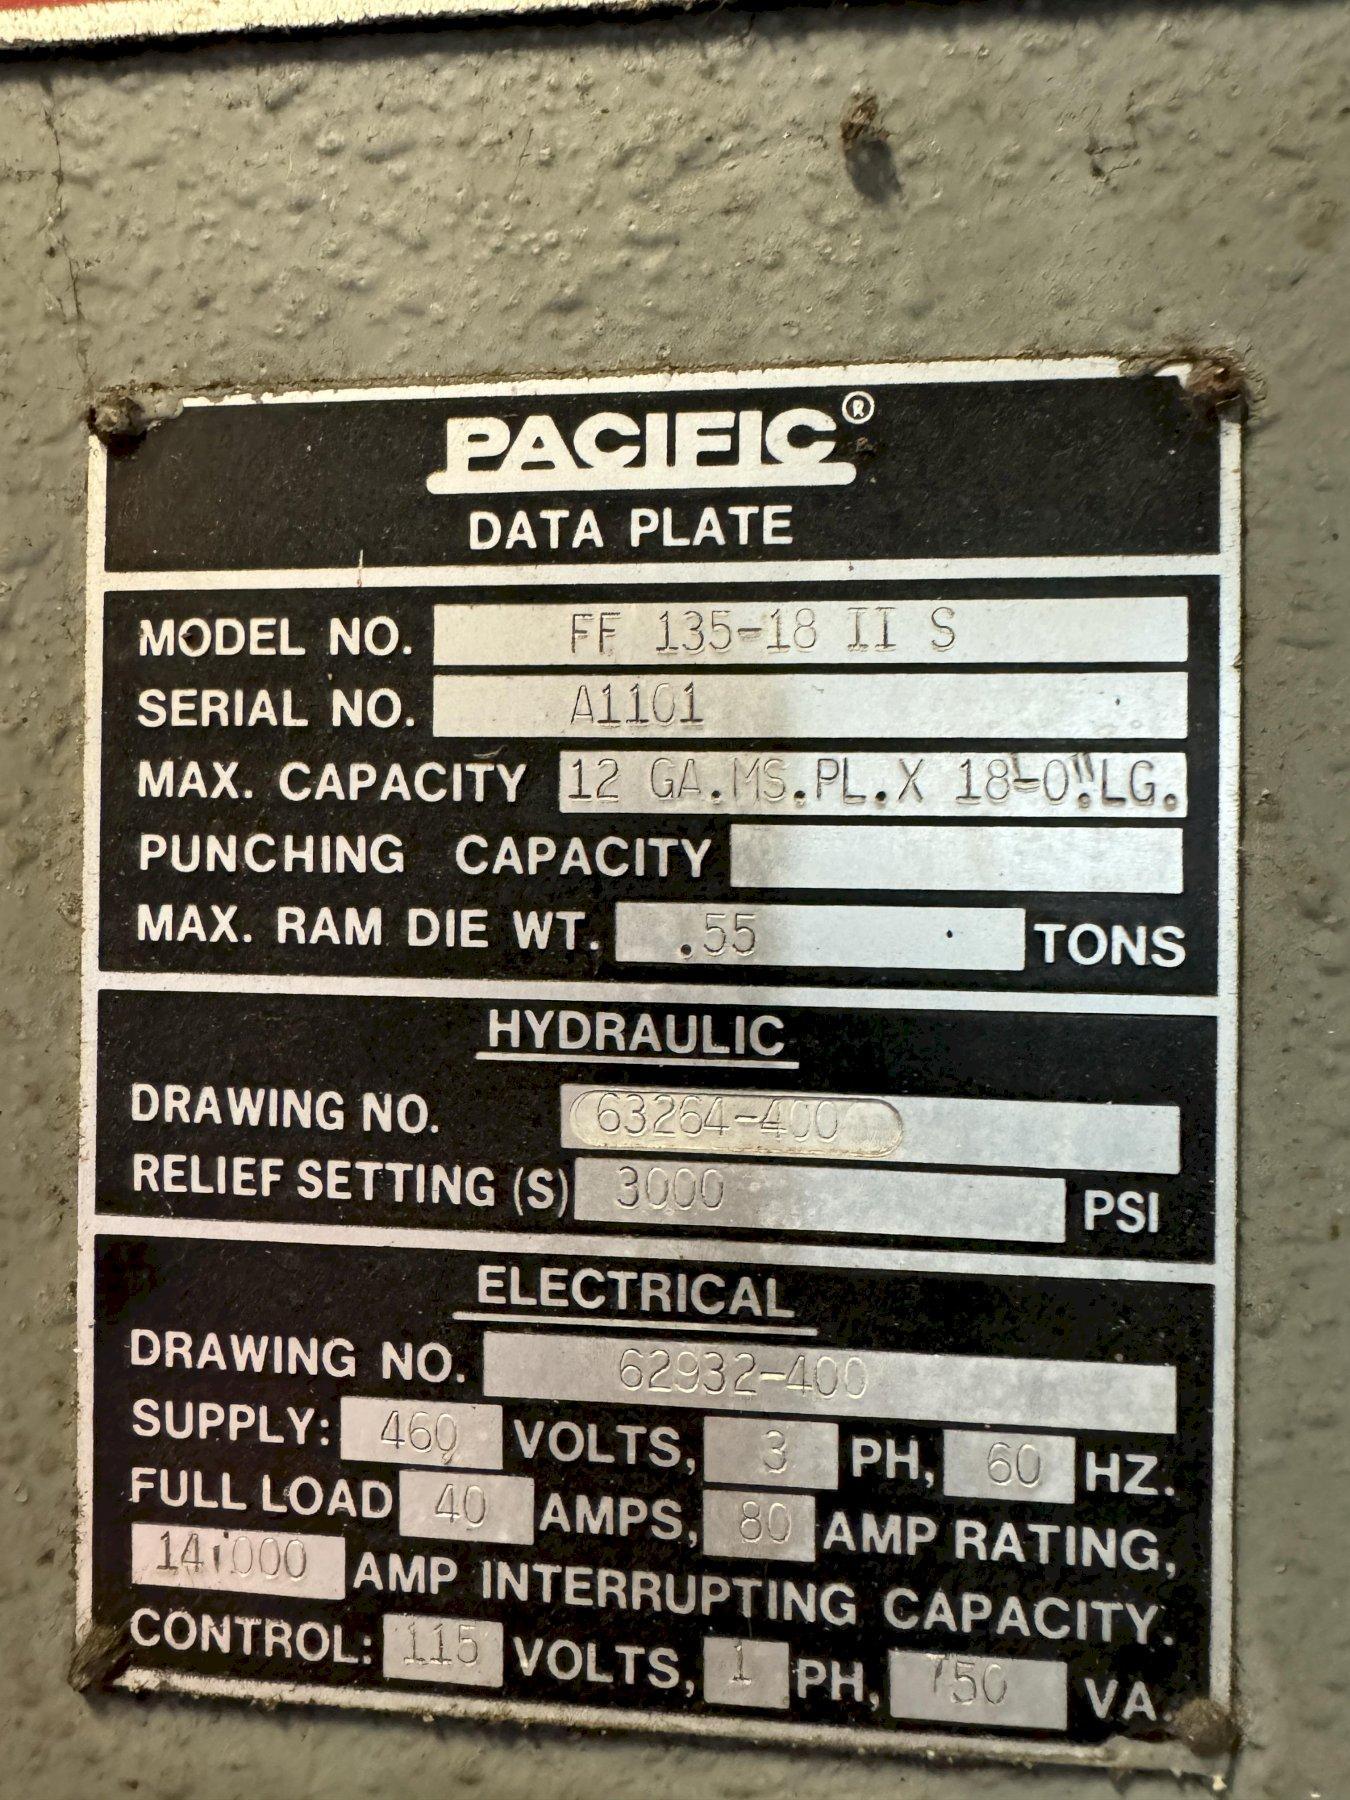 PACIFIC®
DATA PLATE
MODEL NO. FF 135-18 II S
SERIAL NO. A1101
MAX. CAPACITY 12 GA.MS.PL.X 18'-0" LG.
PUNCHING CAPACITY
MAX. RAM DIE WT. .55 TONS
HYDRAULIC
DRAWING NO. 63264-400
RELIEF SETTING (S) 3000 PSI
ELECTRICAL
DRAWING NO. 62932-400
SUPPLY: 460 VOLTS, 3 PH, 60 HZ.
FULL LOAD 40 AMPS, 80 AMP RATING,
14,000 AMP INTERRUPTING CAPACITY.
CONTROL: 115 VOLTS, 1 PH, 750 VA.